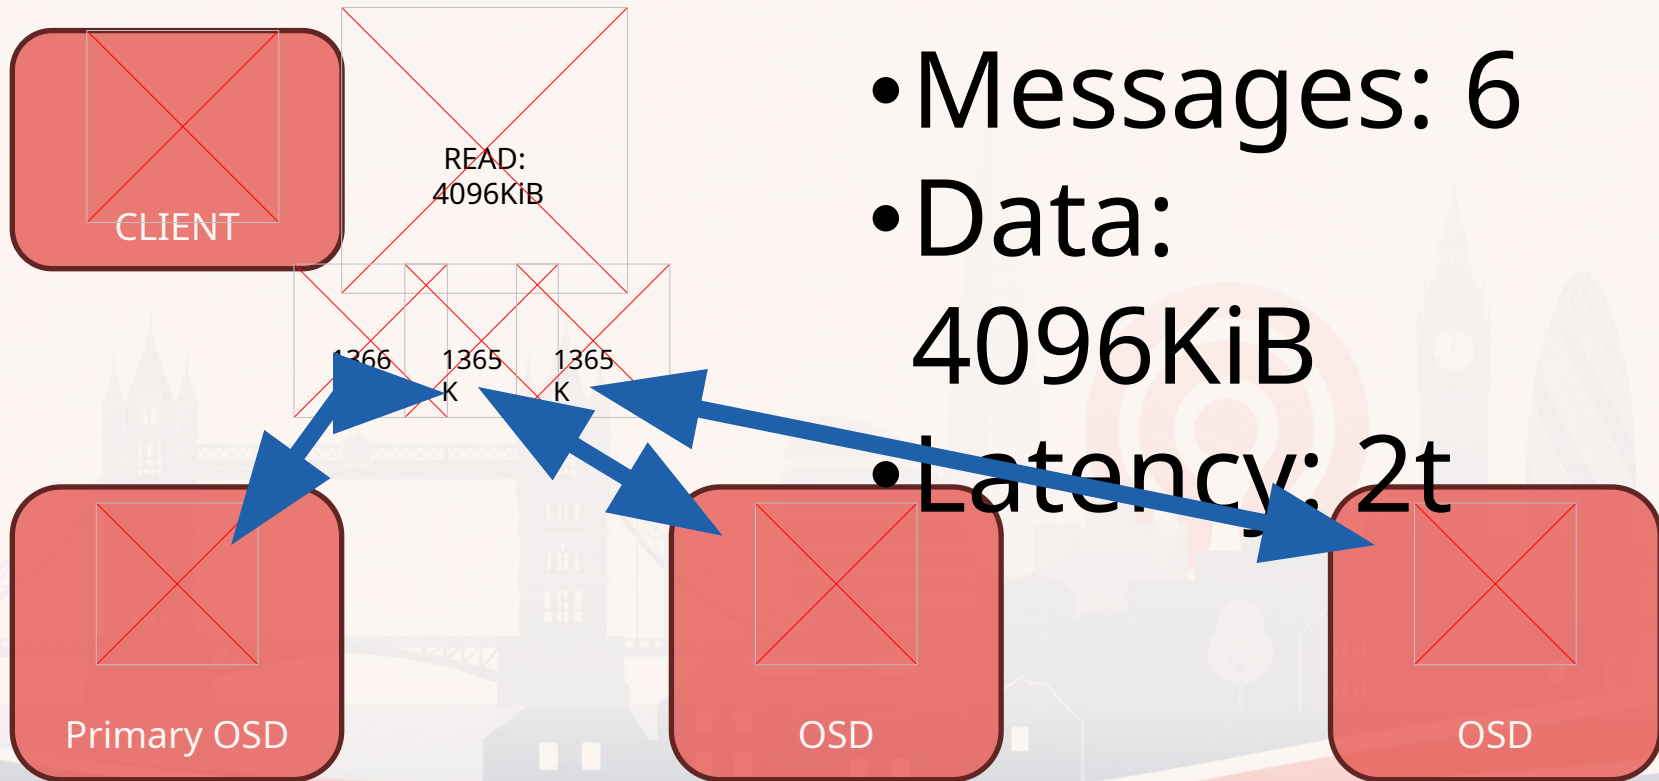 READ:
4096KiB
CLIENT
1366
1365
K
1365
K
•Messages: 6
•Data:
4096KiB
•Latency: 2t
Primary OSD
OSD
OSD